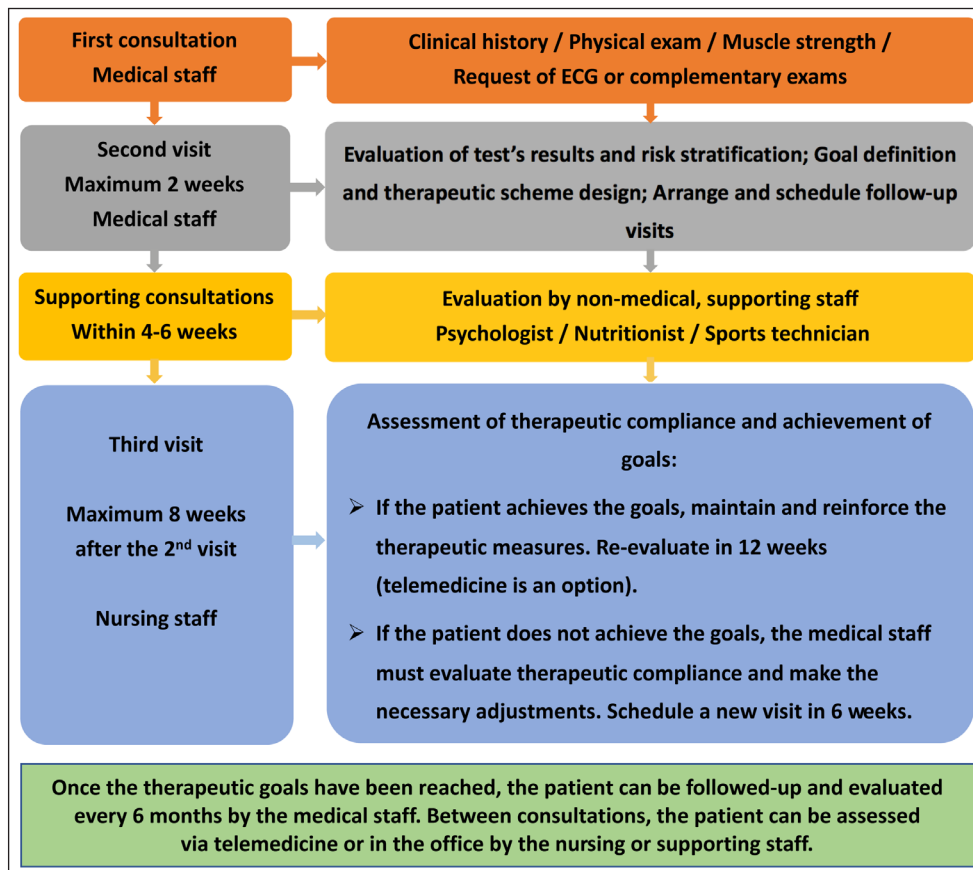 First consultation
Medical staff
Clinical history / Physical exam / Muscle strength /
Request of ECG or complementary exams
Second visit
Maximum 2 weeks
Medical staff
Evaluation of test's results and risk stratification; Goal definition
and therapeutic scheme design; Arrange and schedule follow-up
visits
Supporting consultations
Within 4-6 weeks
Evaluation by non-medical, supporting staff
Psychologist / Nutritionist / Sports technician
Third visit
Maximum 8 weeks
after the 2nd visit
Nursing staff
Assessment of therapeutic compliance and achievement of
goals:
➢ If the patient achieves the goals, maintain and reinforce the
therapeutic measures. Re-evaluate in 12 weeks
(telemedicine is an option).
➢ If the patient does not achieve the goals, the medical staff
must evaluate therapeutic compliance and make the
necessary adjustments. Schedule a new visit in 6 weeks.
Once the therapeutic goals have been reached, the patient can be followed-up and evaluated
every 6 months by the medical staff. Between consultations, the patient can be assessed
via telemedicine or in the office by the nursing or supporting staff.